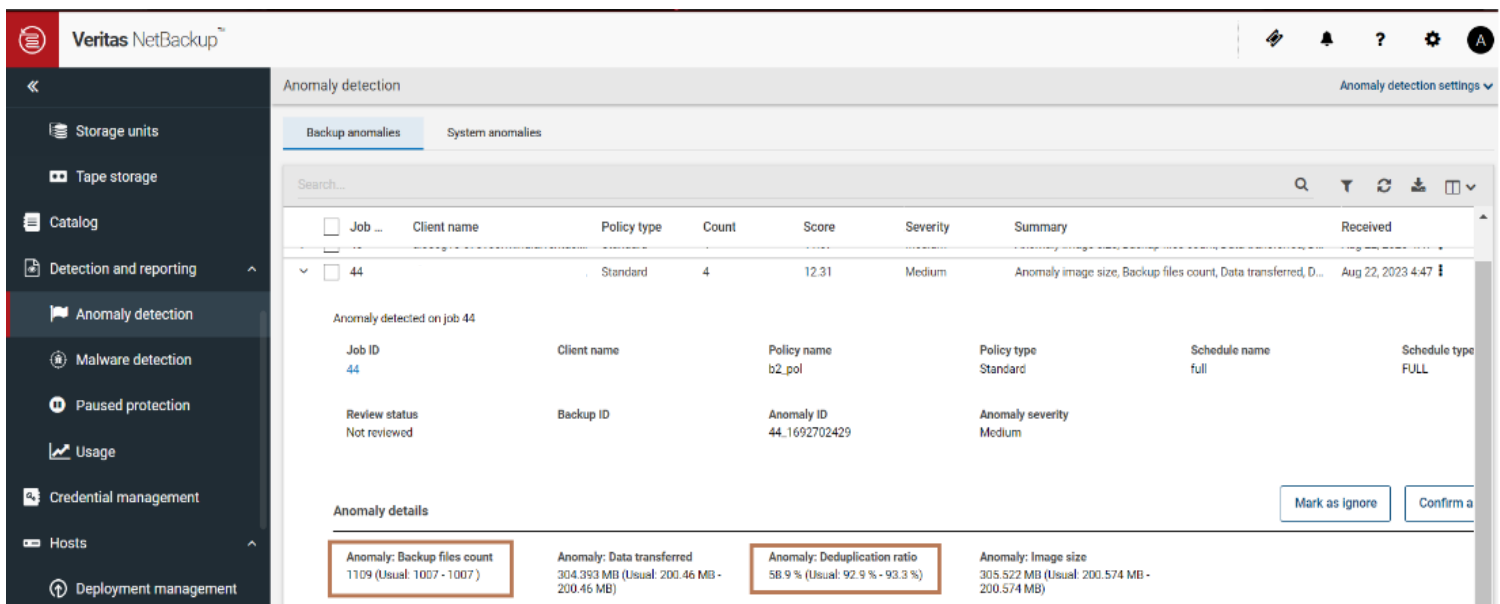 Veritas NetBackup™
?
A
Anomaly detection
Anomaly detection settings
Storage units
Tape storage
Catalog
Detection and reporting
Anomaly detection
Malware detection
Paused protection
Usage
Credential management
Hosts
Deployment management
Backup anomalies
System anomalies
Search...
Job ... Client name Policy type Count Score Severity Summary Received
44 Standard 4 12.31 Medium Anomaly image size, Backup files count, Data transferred, D... Aug 22, 2023 4:47
Anomaly detected on job 44
Job ID Client name Policy name Policy type Schedule name Schedule type
44 b2_pol Standard full FULL
Review status Backup ID Anomaly ID Anomaly severity
Not reviewed 44_1692702429 Medium
Mark as ignore Confirm a
Anomaly details
Anomaly: Backup files count
1109 (Usual: 1007 - 1007 )
Anomaly: Data transferred
304.393 MB (Usual: 200.46 MB -
200.46 MB)
Anomaly: Deduplication ratio
58.9 % (Usual: 92.9 % - 93.3 %)
Anomaly: Image size
305.522 MB (Usual: 200.574 MB -
200.574 MB)